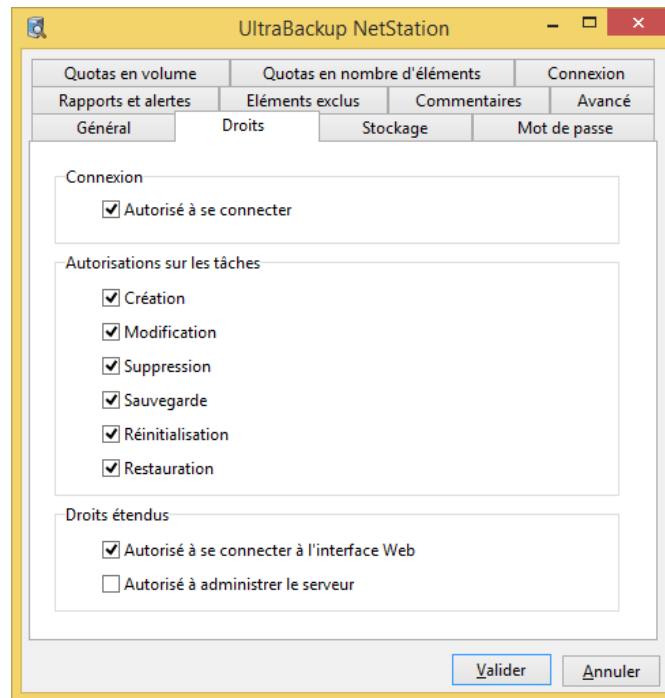 UltraBackup NetStation
Quotas en volume
Quotas en nombre d'éléments
Connexion
Rapports et alertes
Eléments exclus
Commentaires
Avancé
Général
Droits
Stockage
Mot de passe
Connexion
Autorisé à se connecter
Autorisations sur les tâches
Création
Modification
Suppression
Sauvegarde
Réinitialisation
Restauration
Droits étendus
Autorisé à se connecter à l'interface Web
Autorisé à administrer le serveur
Valider
Annuler